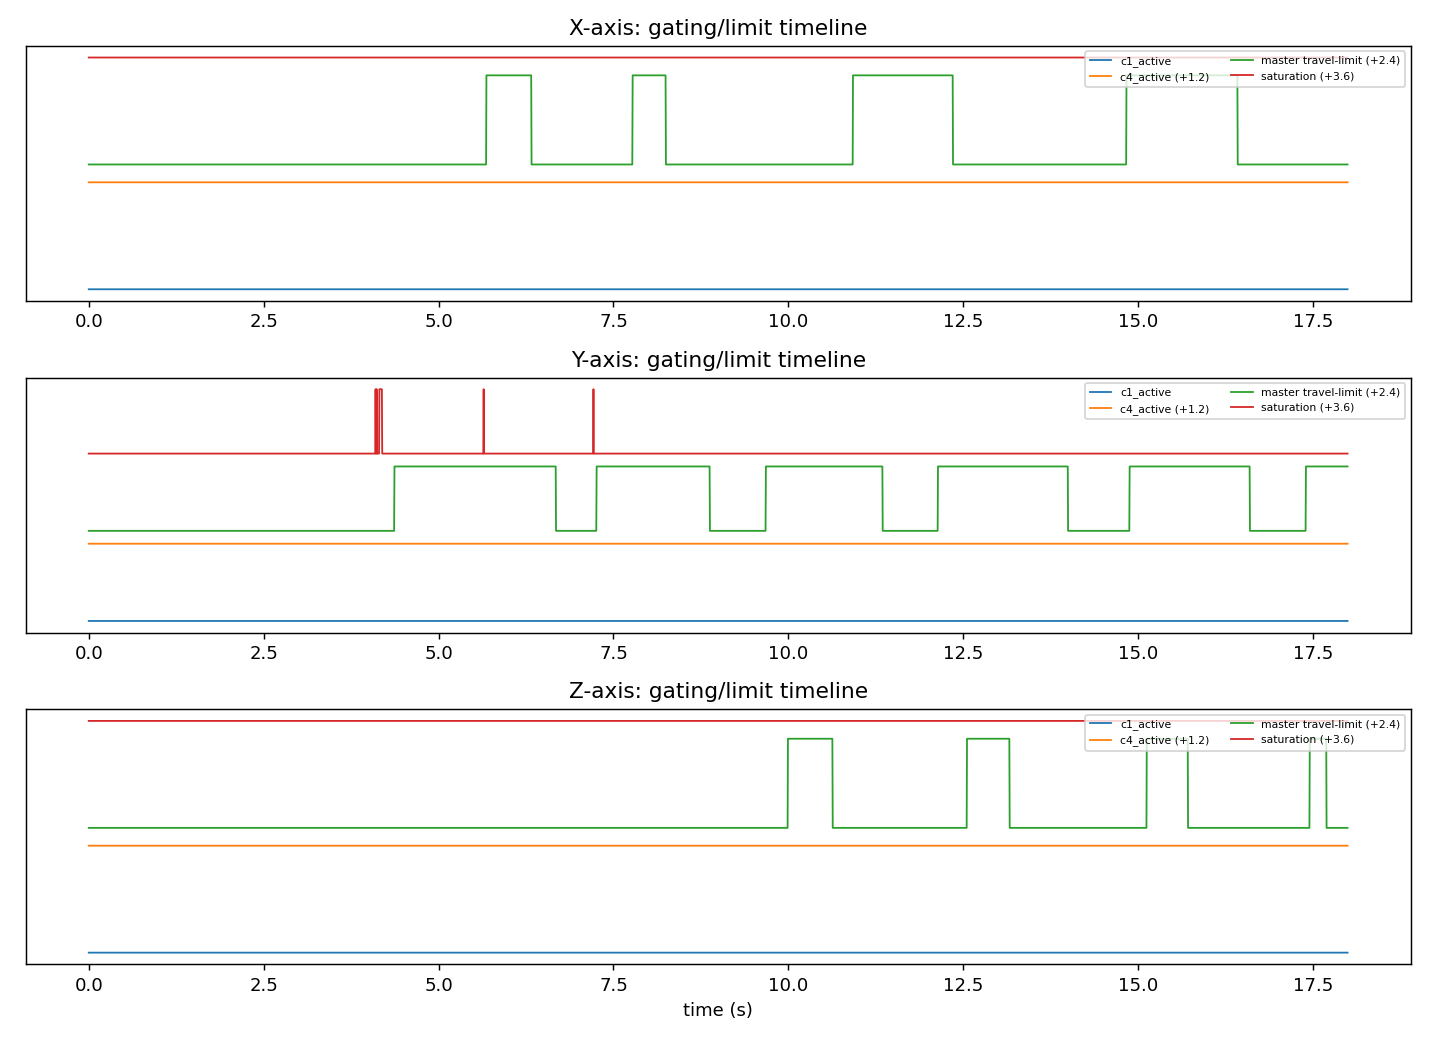 X-axis: gating/limit timeline
c1_active
master travel-limit (+2.4)
c4_active (+1.2)
saturation (+3.6)
0.0 2.5 5.0 7.5 10.0 12.5 15.0 17.5
Y-axis: gating/limit timeline
c1_active
master travel-limit (+2.4)
c4_active (+1.2)
saturation (+3.6)
0.0 2.5 5.0 7.5 10.0 12.5 15.0 17.5
Z-axis: gating/limit timeline
c1_active
master travel-limit (+2.4)
c4_active (+1.2)
saturation (+3.6)
0.0 2.5 5.0 7.5 10.0 12.5 15.0 17.5
time (s)